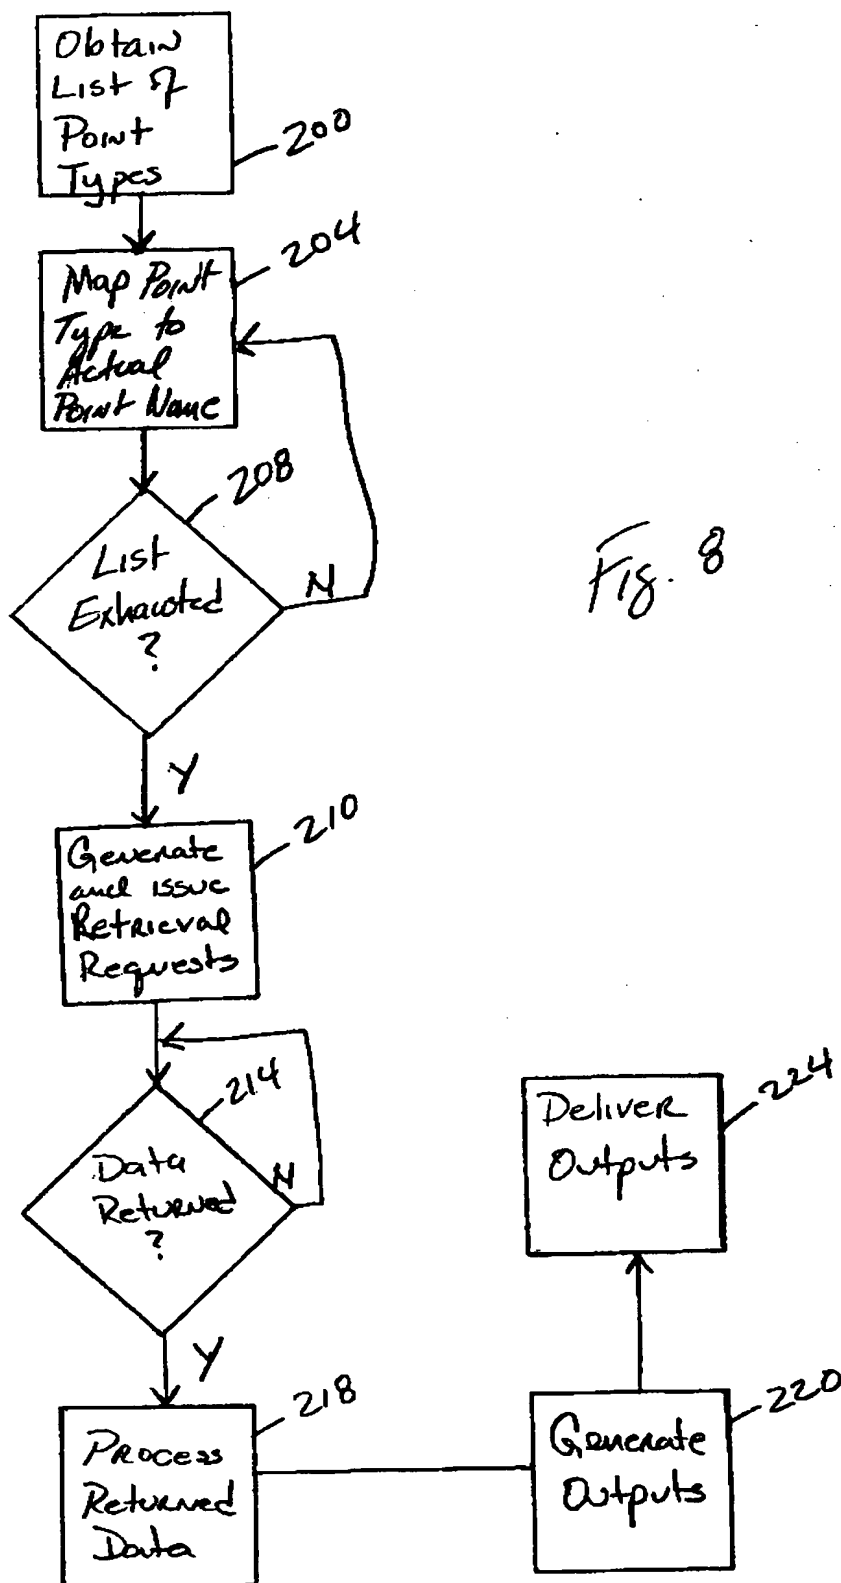 Obtain
List of
Point
Types
200
Map Point
Type to
Actual
Point Name
204
List
Exhausted
?
208
N
Y
Generate
and issue
Retrieval
Requests
210
Data
Returned
?
214
N
Y
Process
Returned
Data
218
Generate
Outputs
220
Deliver
Outputs
224
Fig. 8